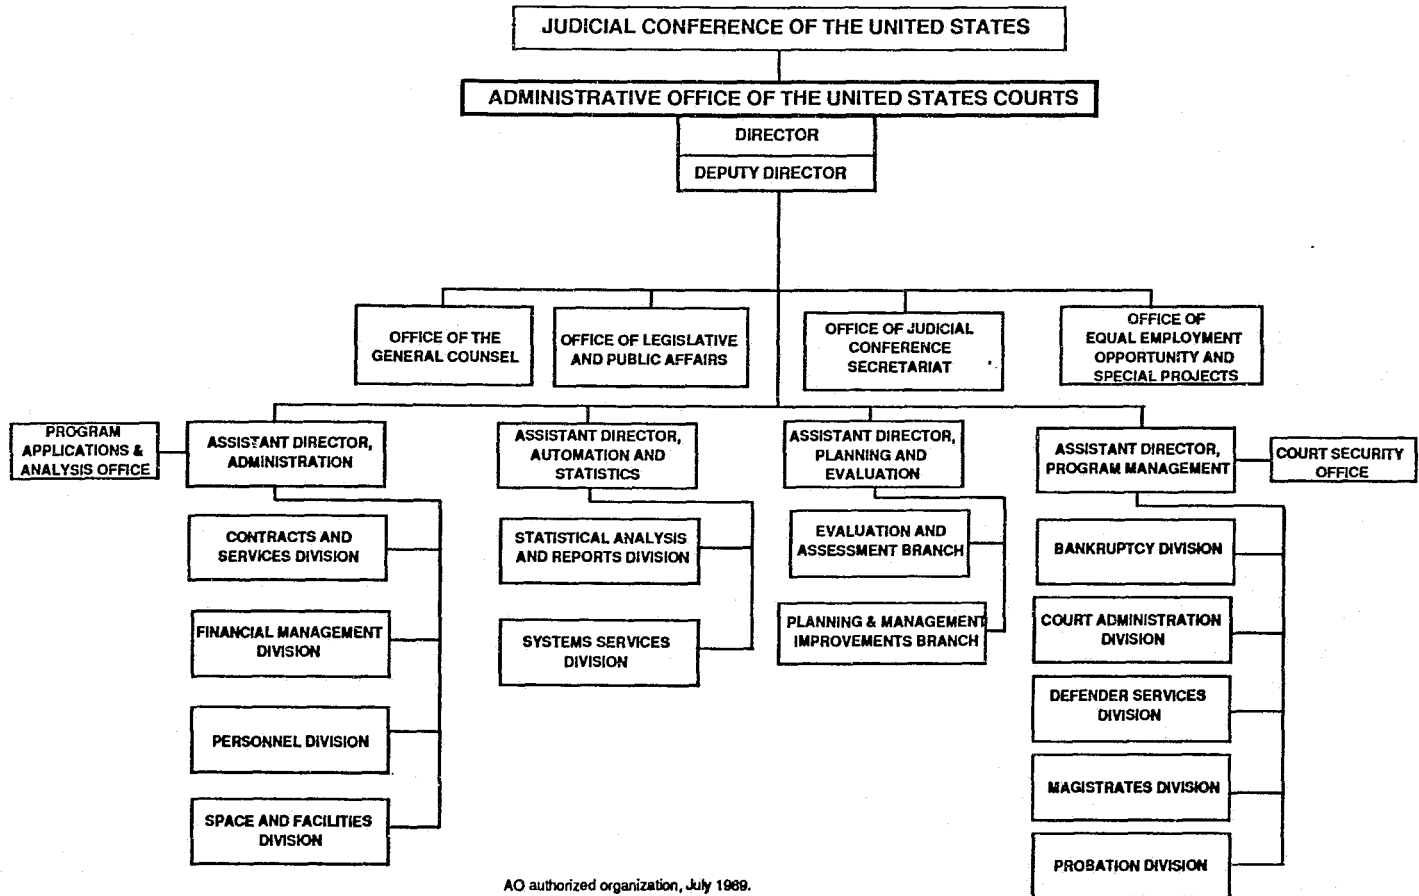 JUDICIAL CONFERENCE OF THE UNITED STATES
ADMINISTRATIVE OFFICE OF THE UNITED STATES COURTS
DIRECTOR
DEPUTY DIRECTOR
OFFICE OF THE
GENERAL COUNSEL
OFFICE OF LEGISLATIVE
AND PUBLIC AFFAIRS
OFFICE OF JUDICIAL
CONFERENCE
SECRETARIAT
OFFICE OF
EQUAL EMPLOYMENT
OPPORTUNITY AND
SPECIAL PROJECTS
PROGRAM
APPLICATIONS &
ANALYSIS OFFICE
ASSISTANT DIRECTOR,
ADMINISTRATION
ASSISTANT DIRECTOR,
AUTOMATION AND
STATISTICS
ASSISTANT DIRECTOR,
PLANNING AND
EVALUATION
ASSISTANT DIRECTOR,
PROGRAM MANAGEMENT
COURT SECURITY
OFFICE
CONTRACTS AND
SERVICES DIVISION
FINANCIAL MANAGEMENT
DIVISION
PERSONNEL DIVISION
SPACE AND FACILITIES
DIVISION
STATISTICAL ANALYSIS
AND REPORTS DIVISION
SYSTEMS SERVICES
DIVISION
EVALUATION AND
ASSESSMENT BRANCH
PLANNING & MANAGEMENT
IMPROVEMENTS BRANCH
BANKRUPTCY DIVISION
COURT ADMINISTRATION
DIVISION
DEFENDER SERVICES
DIVISION
MAGISTRATES DIVISION
PROBATION DIVISION
AO authorized organization, July 1989.